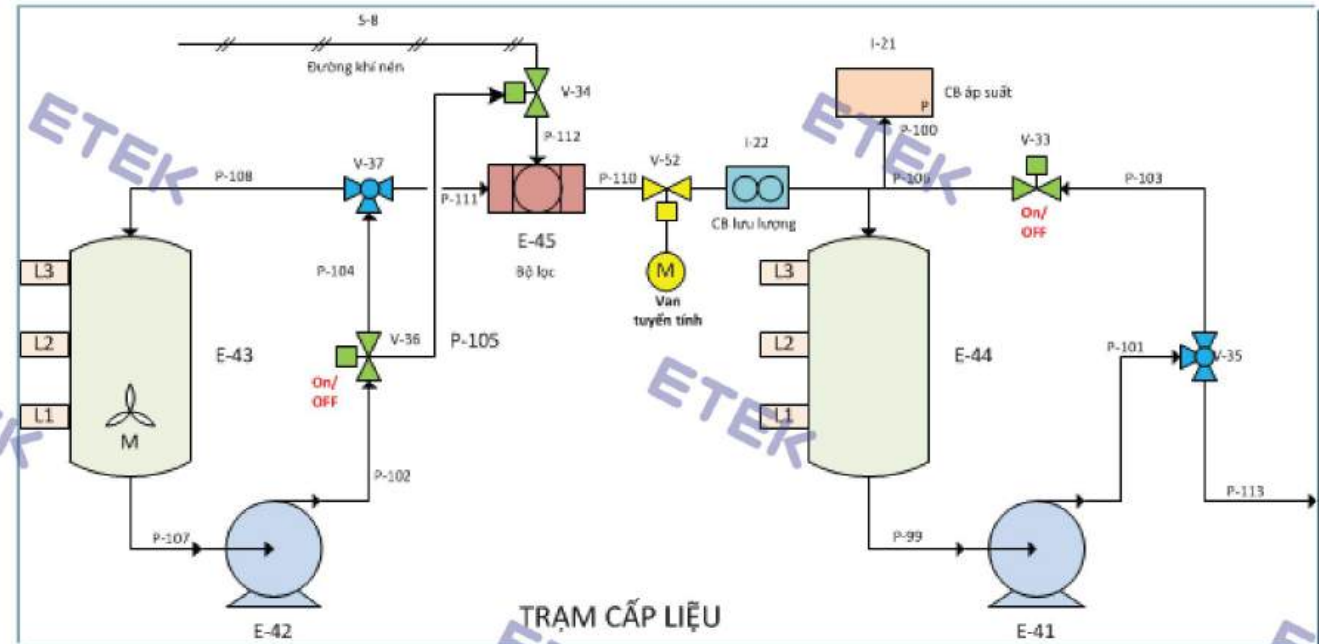 S-8
Đường khí nén
V-34
I-21
P
CB áp suất
P-100
P-112
V-37
P-108
P-111
E-45
Bộ lọc
P-110
V-52
I-22
CB lưu lượng
M
Van
tuyến tính
P-106
V-33
On/
OFF
P-103
L3
L2
L1
E-43
M
P-104
V-36
On/
OFF
P-105
P-102
P-107
E-42
L3
L2
L1
E-44
P-101
V-35
P-113
P-99
E-41
TRẠM CẤP LIỆU
ETEK
ETEK
ETEK